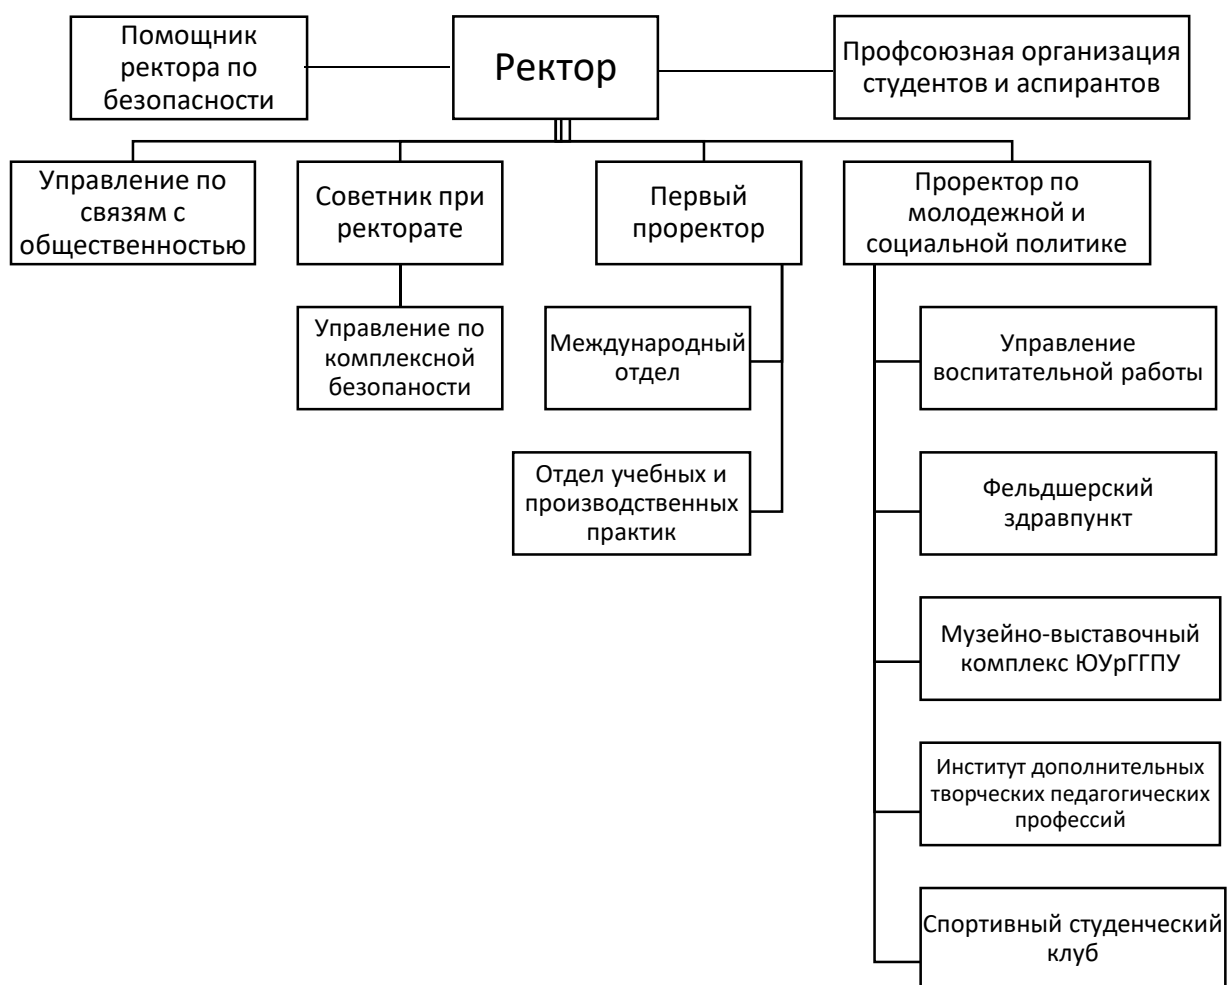 Помощник
ректора по
безопасности
Ректор
Профсоюзная организация
студентов и аспирантов
Управление по
связям с
общественностью
Советник при
ректорате
Первый
проректор
Проректор по
молодежной и
социальной политике
Управление по
комплексной
безопаности
Международный
отдел
Отдел учебных и
производственных
практик
Управление
воспитательной работы
Фельдшерский
здравпункт
Музейно-выставочный
комплекс ЮУрГГПУ
Институт дополнительных
творческих педагогических
профессий
Спортивный студенческий
клуб